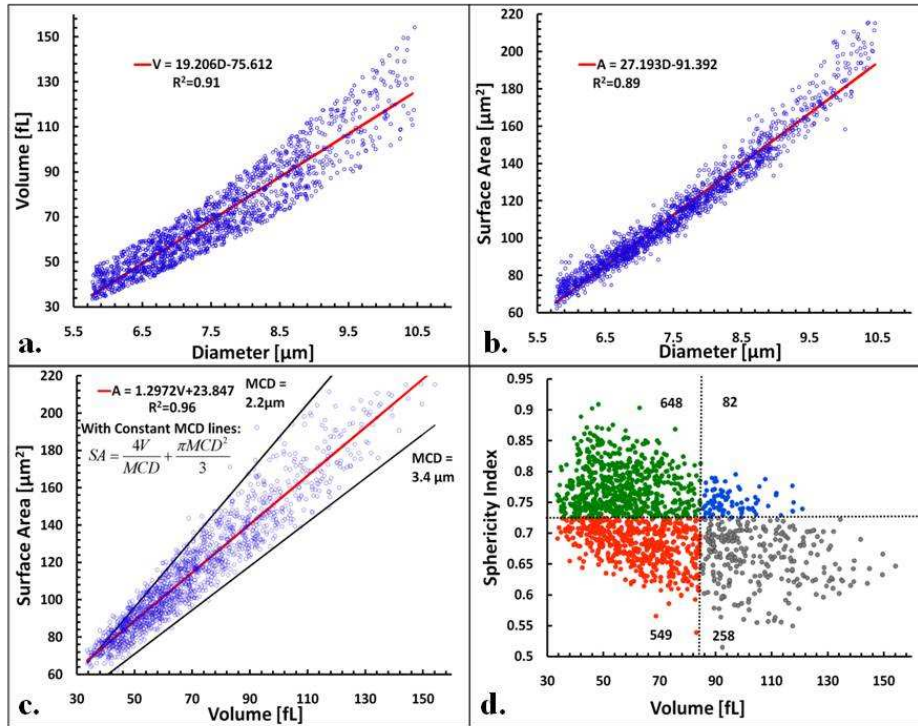 150
130
110
90
70
50
30
Volume [fL]
V = 19.206D-75.612
R²=0.91
5.5 6.5 7.5 8.5 9.5 10.5
a. Diameter [μm]
220
200
180
160
140
120
100
80
60
Surface Area [μm²]
A = 27.193D-91.392
R²=0.89
5.5 6.5 7.5 8.5 9.5 10.5
b. Diameter [μm]
220
200
180
160
140
120
100
80
60
Surface Area [μm²]
A = 1.2972V+23.847
R²=0.96
With Constant MCD lines:
SA = 4V/MCD + πMCD²/3
MCD =
2.2μm
MCD =
3.4 μm
30 50 70 90 110 130 150
c. Volume [fL]
0.95
0.9
0.85
0.8
0.75
0.7
0.65
0.6
0.55
0.5
Sphericity Index
648 82
549 258
30 50 70 90 110 130 150
d. Volume [fL]